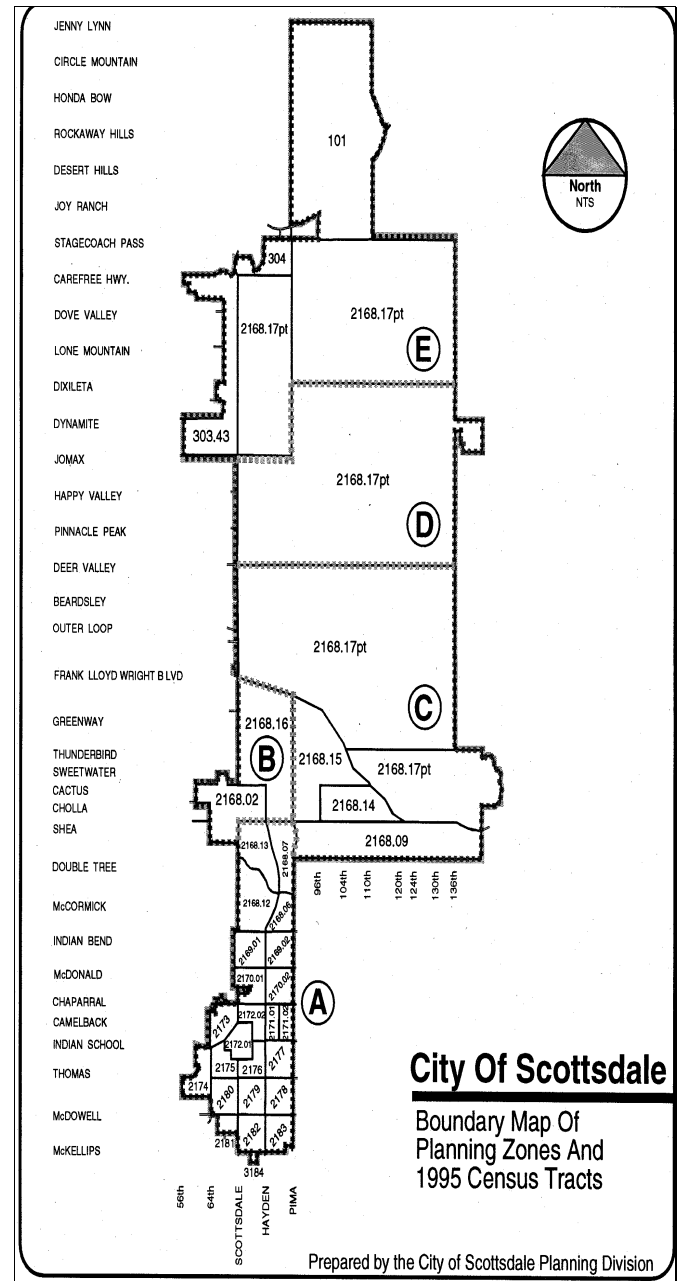 JENNY LYNN
CIRCLE MOUNTAIN
HONDA BOW
ROCKAWAY HILLS
DESERT HILLS
JOY RANCH
STAGECOACH PASS
CAREFREE HWY.
DOVE VALLEY
LONE MOUNTAIN
DIXILETA
DYNAMITE
JOMAX
HAPPY VALLEY
PINNACLE PEAK
DEER VALLEY
BEARDSLEY
OUTER LOOP
FRANK LLOYD WRIGHT BLVD
GREENWAY
THUNDERBIRD
SWEETWATER
CACTUS
CHOLLA
SHEA
DOUBLE TREE
McCORMICK
INDIAN BEND
McDONALD
CHAPARRAL
CAMELBACK
INDIAN SCHOOL
THOMAS
McDOWELL
McKELLIPS
101
North
NTS
304
2168.17pt
2168.17pt
E
303.43
2168.17pt
D
2168.17pt
C
2168.16
B
2168.15
2168.17pt
2168.02
2168.14
2168.09
2168.13
2168.07
2168.12
2168.06
96th
104th
110th
120th
124th
130th
136th
2169.01
2169.02
2170.01
2170.02
A
2173
2172.02
2171.01
2171.02
2172.01
2175
2176
2177
2174
2180
2179
2178
2181
2182
2183
3184
56th
64th
SCOTTSDALE
HAYDEN
PIMA
City Of Scottsdale
Boundary Map Of
Planning Zones And
1995 Census Tracts
Prepared by the City of Scottsdale Planning Division